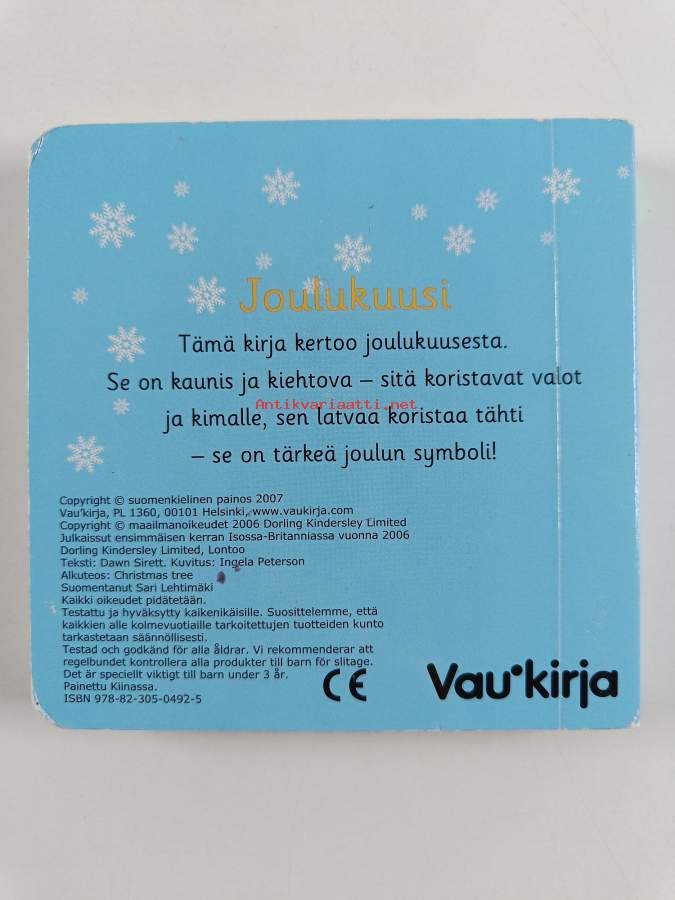 Joulukuusi
Tämä kirja kertoo joulukuusesta.
Se on kaunis ja kiehtova – sitä koristavat valot
Antikvariaatti.net
ja kimalle, sen latvaa koristaa tähti
– se on tärkeä joulun symboli!
Copyright © suomenkielinen painos 2007
Vau'kirja, PL 1360, 00101 Helsinki, www.vaukirja.com
Copyright © maailmanoikeudet 2006 Dorling Kindersley Limited
Julkaissut ensimmäisen kerran Isossa-Britanniassa vuonna 2006
Dorling Kindersley Limited, Lontoo
Teksti: Dawn Sirett. Kuvitus: Ingela Peterson
Alkuteos: Christmas tree
Suomentanut Sari Lehtimäki
Kaikki oikeudet pidätetään.
Testattu ja hyväksytty kaikenikäisille. Suosittelemme, että
kaikkien alle kolmevuotiaille tarkoitettujen tuotteiden kunto
tarkastetaan säännöllisesti.
Testad och godkänd för alla åldrar. Vi rekommenderar att
regelbundet kontrollera alla produkter till barn för slitage.
Det är speciellt viktigt till barn under 3 år.
Painettu Kiinassa.
ISBN 978-82-305-0492-5
CE
Vau'kirja